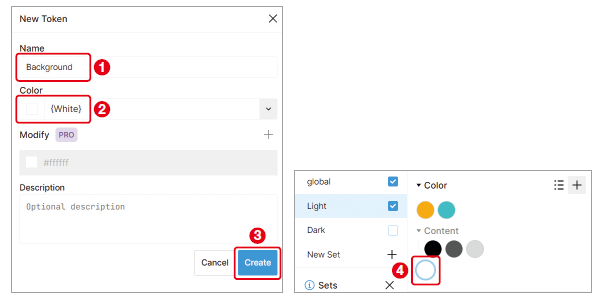 New Token
Name
Background
1
Color
{White}
2
Modify PRO
#ffffff
Description
Optional description
3
Cancel
Create
global
Light
Dark
New Set
Sets
Color
Content
4